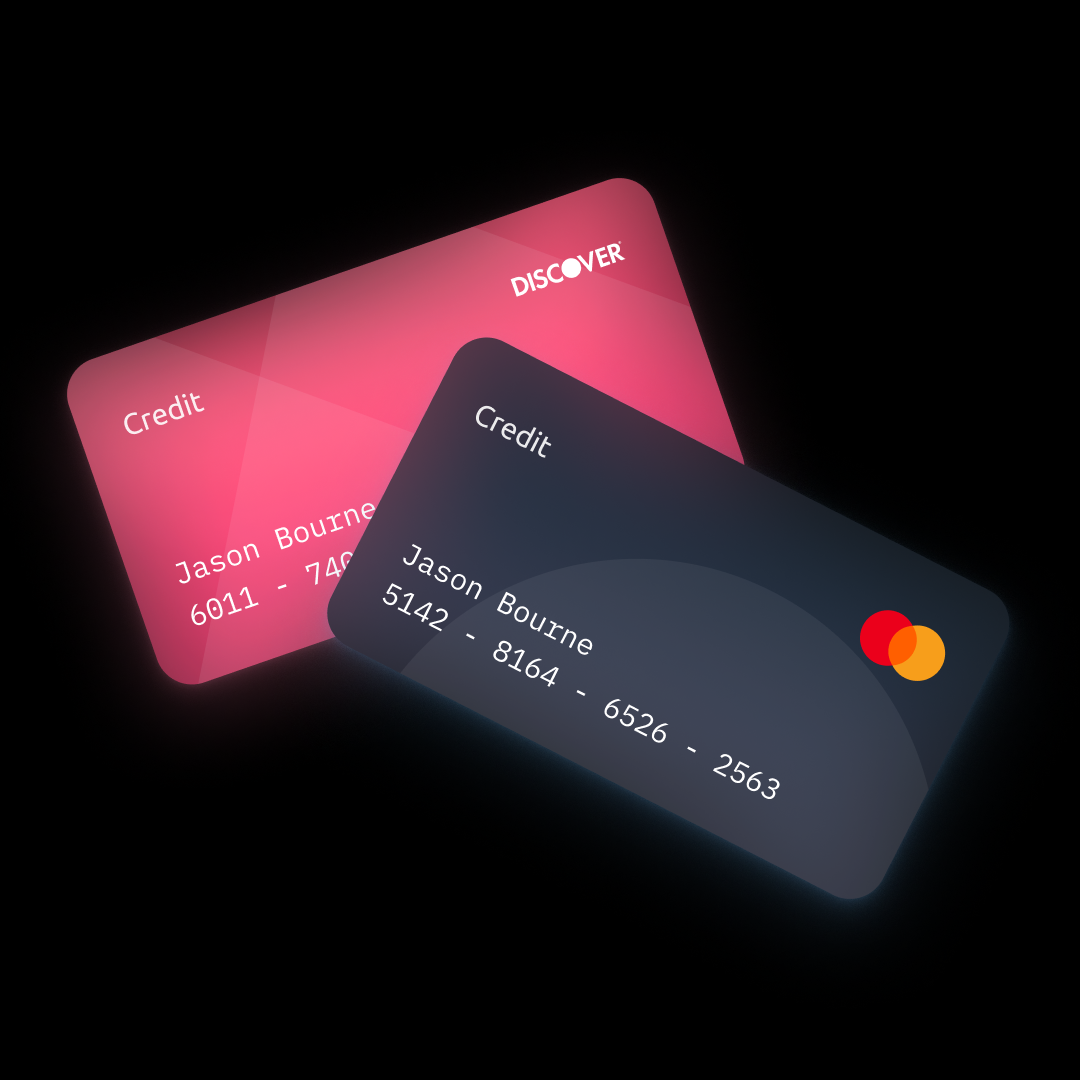 DISCOVER
Credit
Jason Bourne
6011 - 740
Credit
Jason Bourne
5142 - 8164 - 6526 - 2563